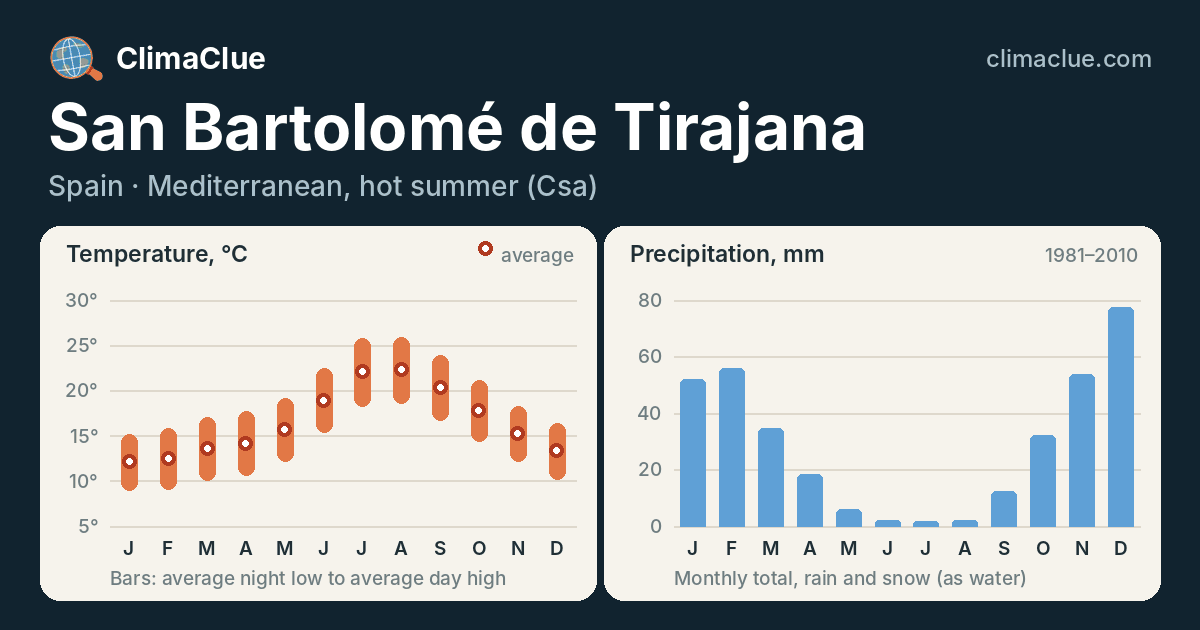 ClimaClue
climaclue.com
San Bartolomé de Tirajana
Spain · Mediterranean, hot summer (Csa)
Temperature, °C
average
30°
25°
20°
15°
10°
5°
J F M A M J J A S O N D
Bars: average night low to average day high
Precipitation, mm
1981–2010
80
60
40
20
0
J F M A M J J A S O N D
Monthly total, rain and snow (as water)